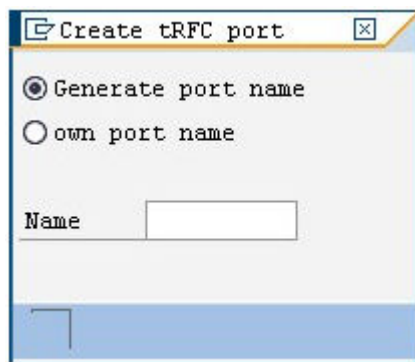 Create tRFC port
Generate port name
own port name
Name